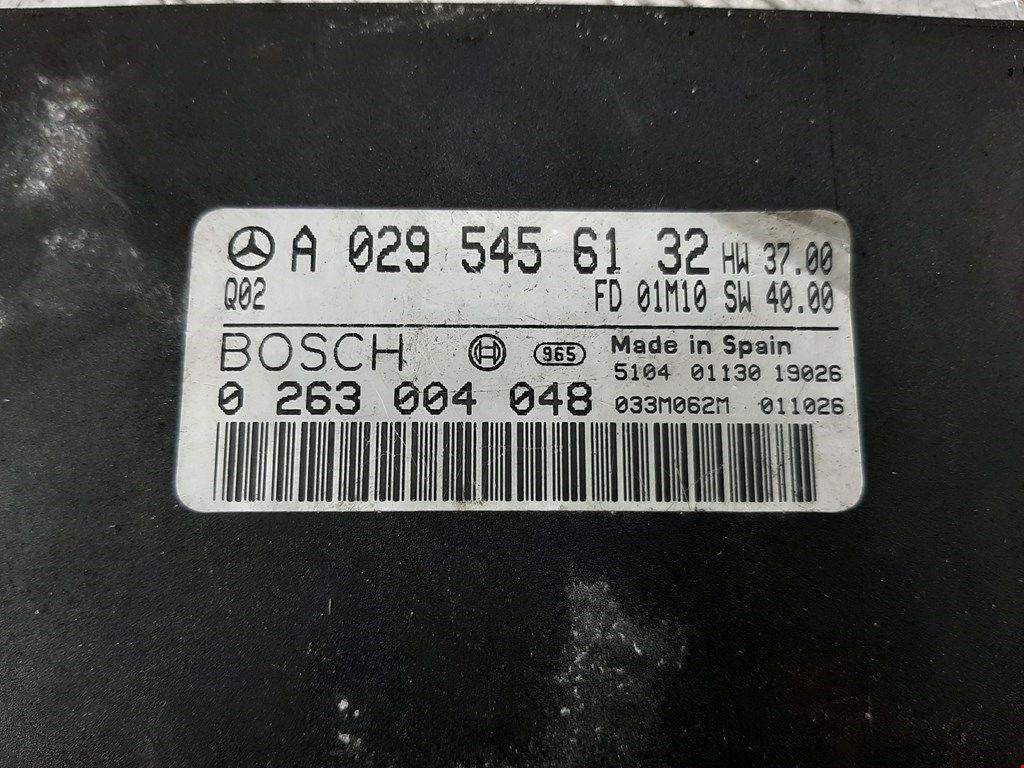 A 029 545 61 32 HW 37.00
Q02 FD 01M10 SW 40.00
BOSCH 965 Made in Spain
5104 01130 19026
0 263 004 048 033M062M 011026